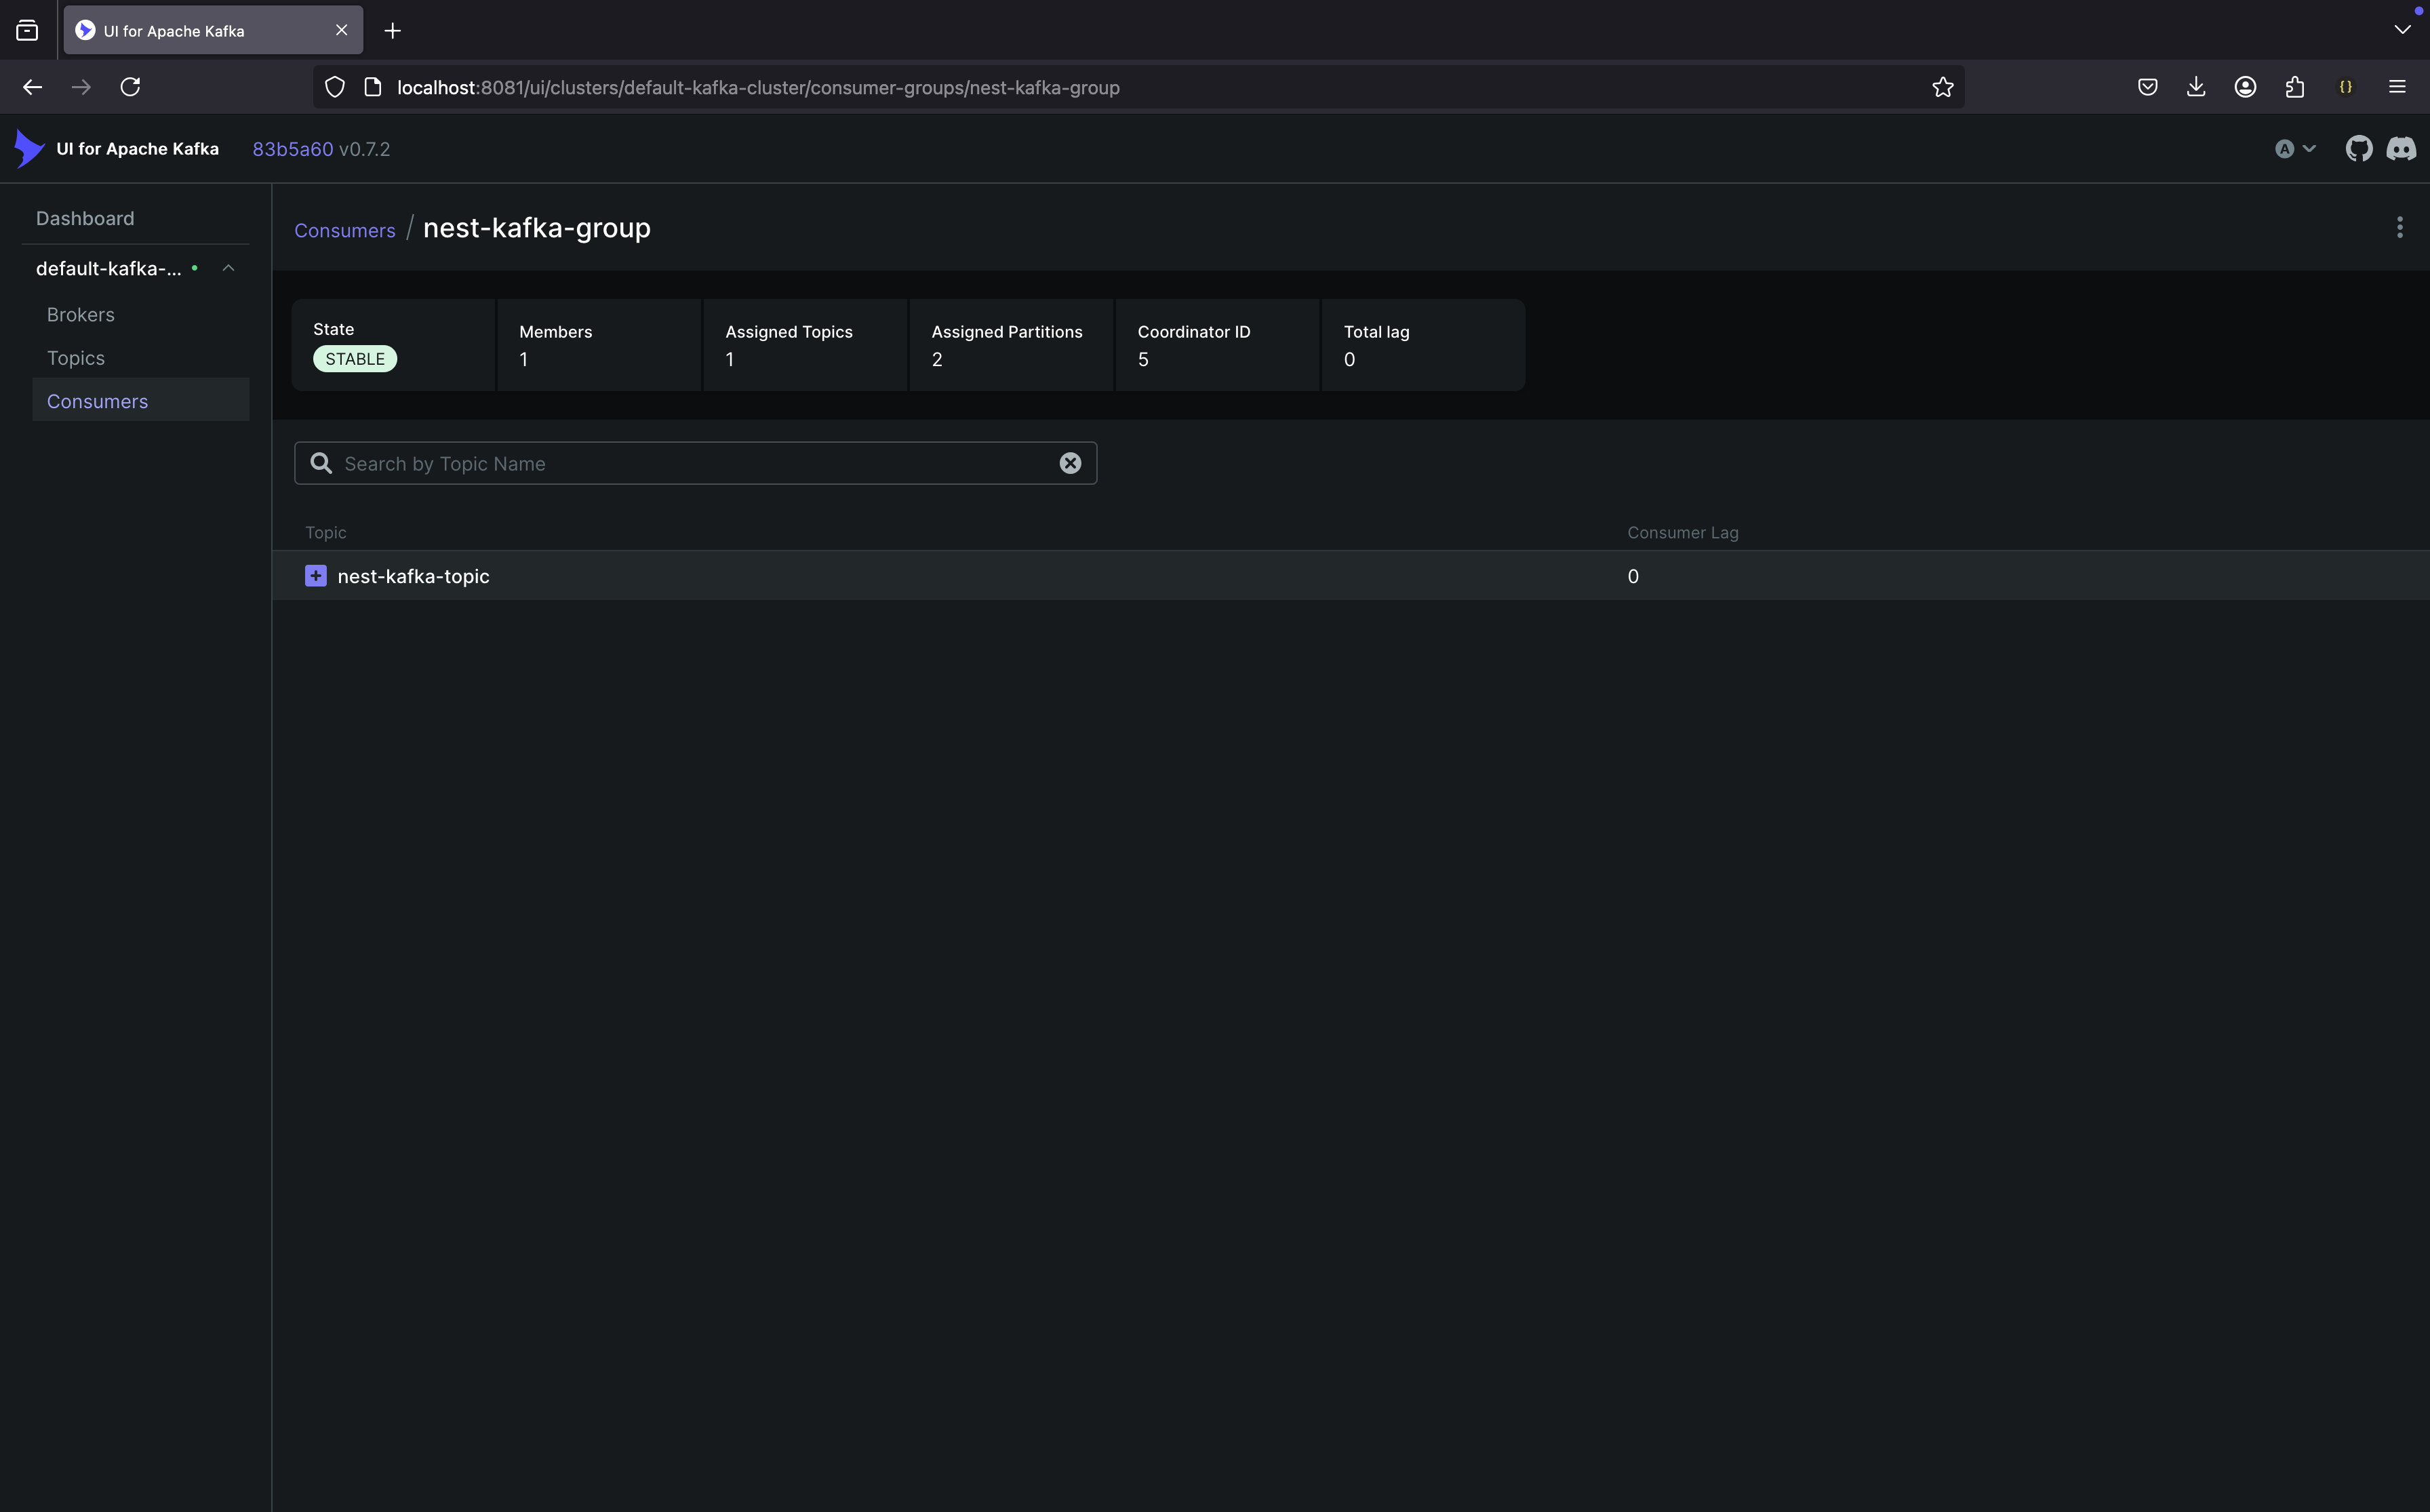 UI for Apache Kafka
localhost:8081/ui/clusters/default-kafka-cluster/consumer-groups/nest-kafka-group
{}
UI for Apache Kafka 83b5a60 v0.7.2
A
Dashboard
default-kafka-...
Brokers
Topics
Consumers
Consumers / nest-kafka-group
State
STABLE
Members
1
Assigned Topics
1
Assigned Partitions
2
Coordinator ID
5
Total lag
0
Search by Topic Name
Topic Consumer Lag
nest-kafka-topic 0